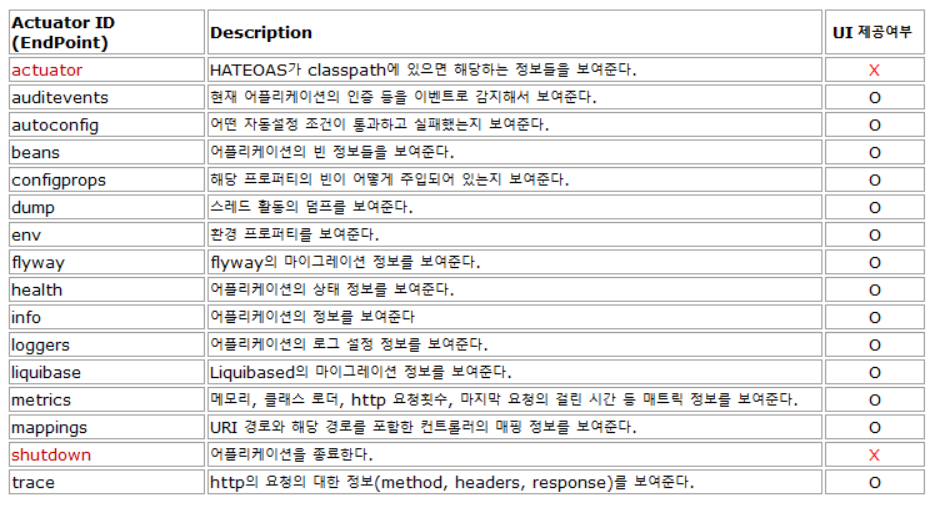 Actuator ID (EndPoint) Description UI 제공여부
actuator HATEOAS가 classpath에 있으면 해당하는 정보들을 보여준다. X
auditevents 현재 어플리케이션의 인증 등을 이벤트로 감지해서 보여준다. O
autoconfig 어떤 자동설정 조건이 통과하고 실패했는지 보여준다. O
beans 어플리케이션의 빈 정보들을 보여준다. O
configprops 해당 프로퍼티의 빈이 어떻게 주입되어 있는지 보여준다. O
dump 스레드 활동의 덤프를 보여준다. O
env 환경 프로퍼티를 보여준다. O
flyway flyway의 마이그레이션 정보를 보여준다. O
health 어플리케이션의 상태 정보를 보여준다. O
info 어플리케이션의 정보를 보여준다 O
loggers 어플리케이션의 로그 설정 정보를 보여준다. O
liquibase Liquibased의 마이그레이션 정보를 보여준다. O
metrics 메모리, 클래스 로더, http 요청횟수, 마지막 요청의 걸린 시간 등 매트릭 정보를 보여준다. O
mappings URI 경로와 해당 경로를 포함한 컨트롤러의 매핑 정보를 보여준다. O
shutdown 어플리케이션을 종료한다. X
trace http의 요청의 대한 정보(method, headers, response)를 보여준다. O